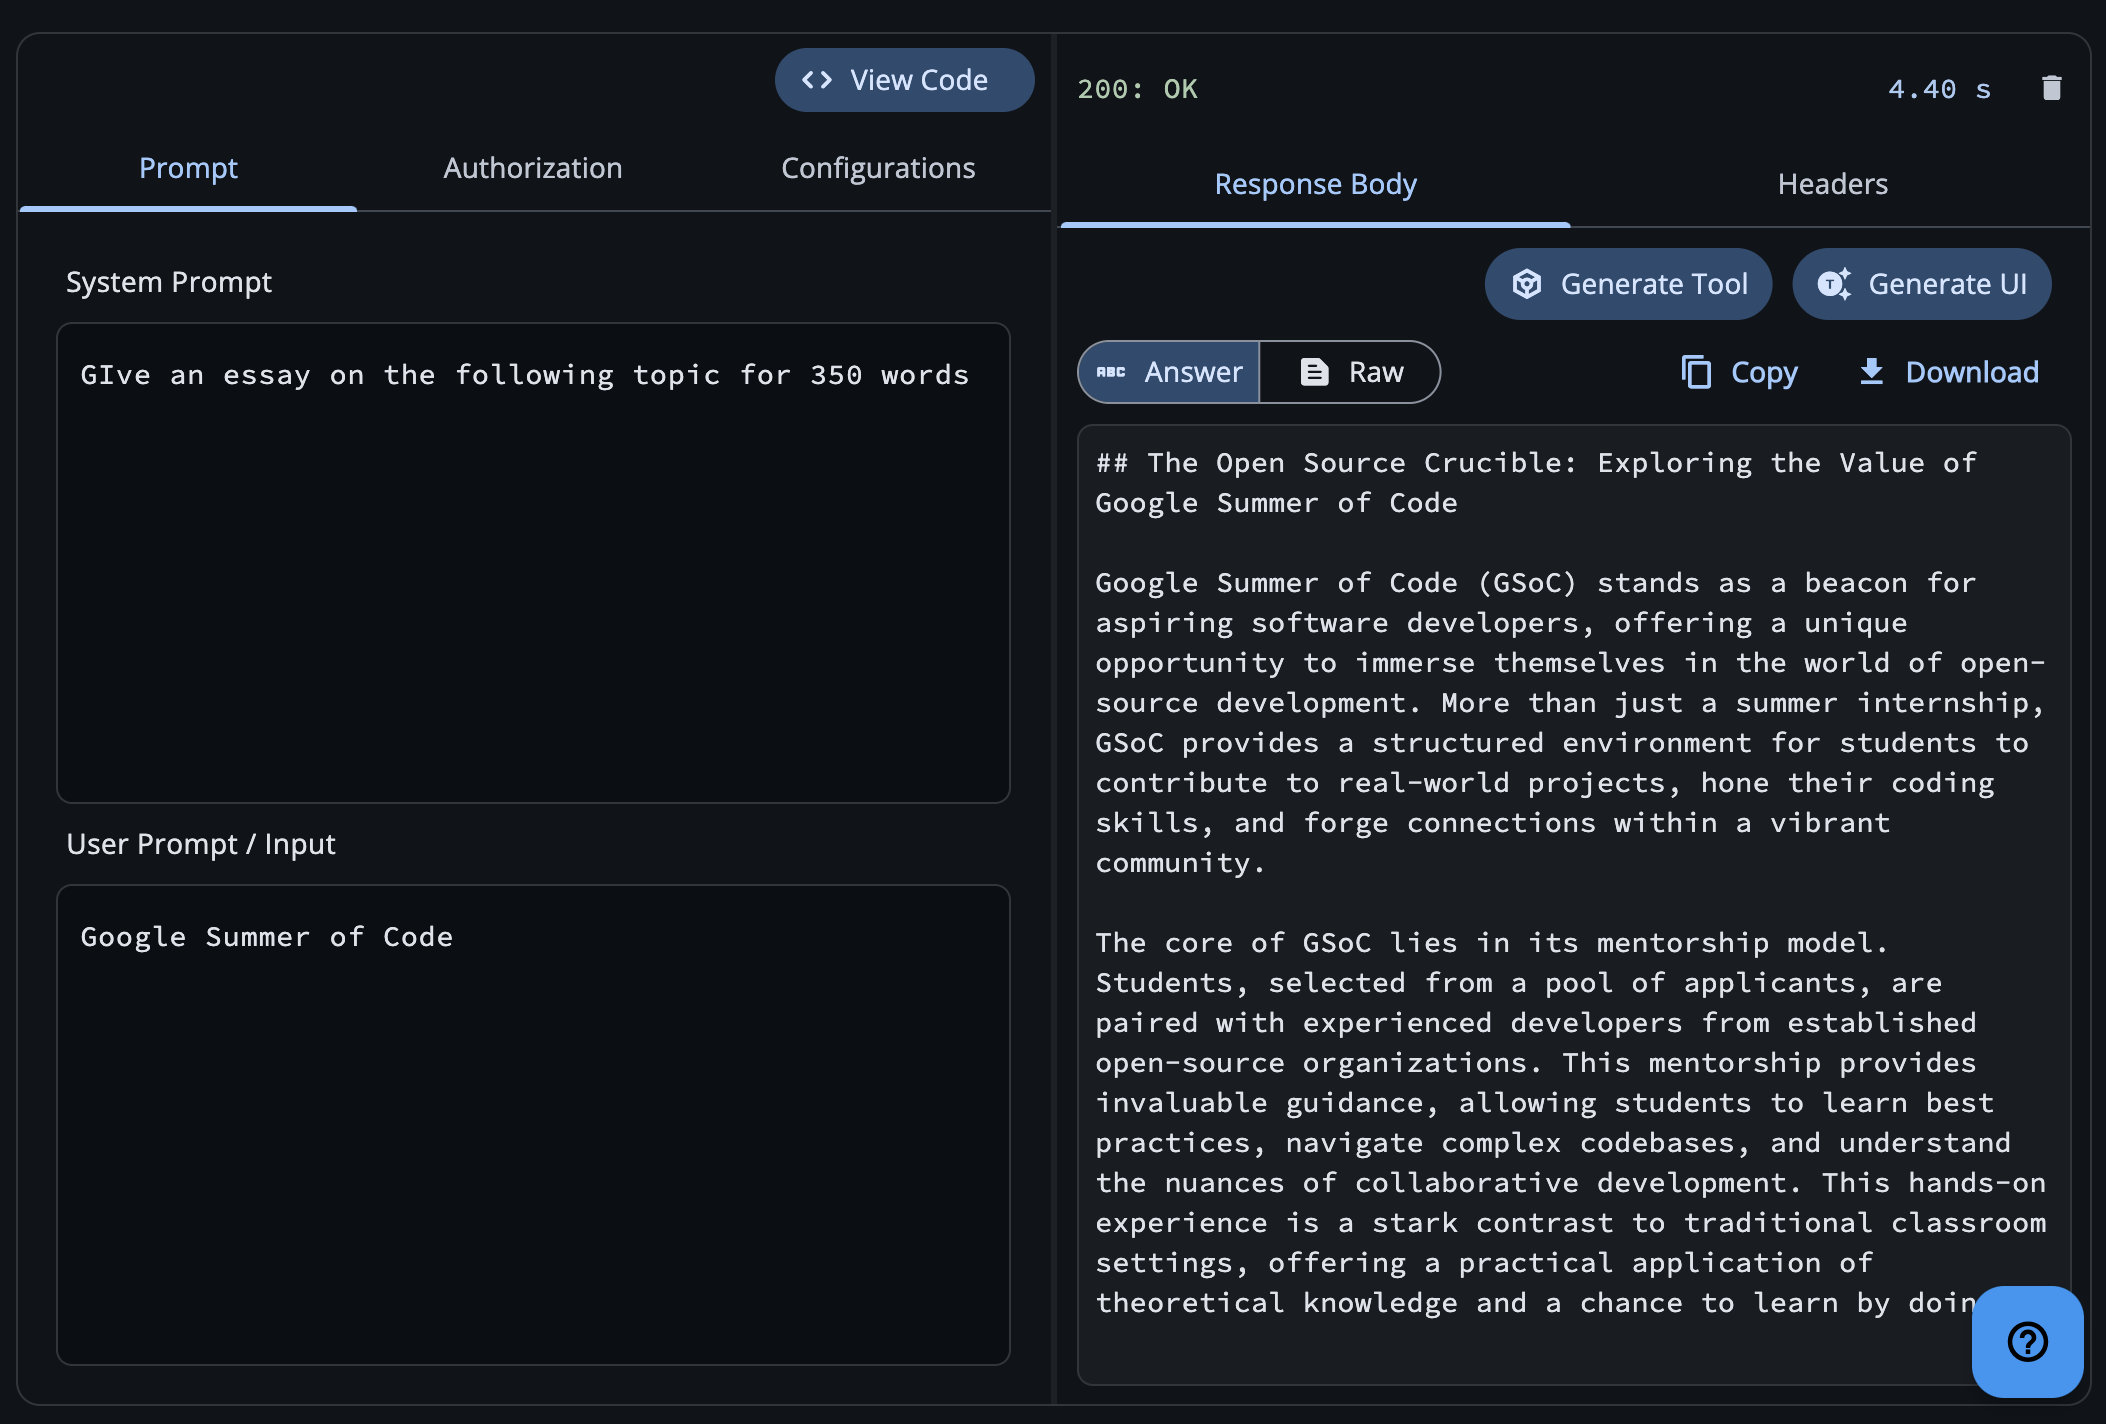 View Code
Prompt
Authorization
Configurations
System Prompt
GIve an essay on the following topic for 350 words
User Prompt / Input
Google Summer of Code
200: OK
4.40 s
Response Body
Headers
Generate Tool
T
Generate UI
ABC
Answer
Raw
Copy
Download
## The Open Source Crucible: Exploring the Value of
Google Summer of Code
Google Summer of Code (GSoC) stands as a beacon for
aspiring software developers, offering a unique
opportunity to immerse themselves in the world of open-
source development. More than just a summer internship,
GSoC provides a structured environment for students to
contribute to real-world projects, hone their coding
skills, and forge connections within a vibrant
community.
The core of GSoC lies in its mentorship model.
Students, selected from a pool of applicants, are
paired with experienced developers from established
open-source organizations. This mentorship provides
invaluable guidance, allowing students to learn best
practices, navigate complex codebases, and understand
the nuances of collaborative development. This hands-on
experience is a stark contrast to traditional classroom
settings, offering a practical application of
theoretical knowledge and a chance to learn by doin
?